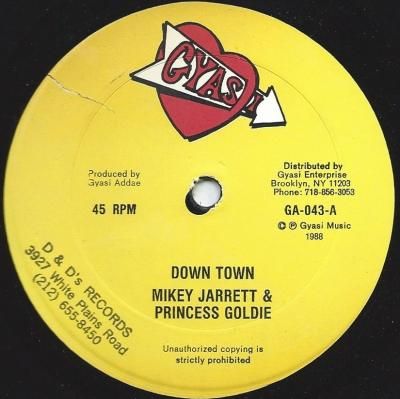 GYASI
Produced by
Gyasi Addae
Distributed by
Gyasi Enterprise
Brooklyn, NY 11203
Phone: 718-856-3053
45 RPM
GA-043-A
© ℗ Gyasi Music
1988
DOWN TOWN
MIKEY JARRETT &
PRINCESS GOLDIE
D & D's RECORDS
3927 White Plains Road
(212) 655-8450
Unauthorized copying is
strictly prohibited